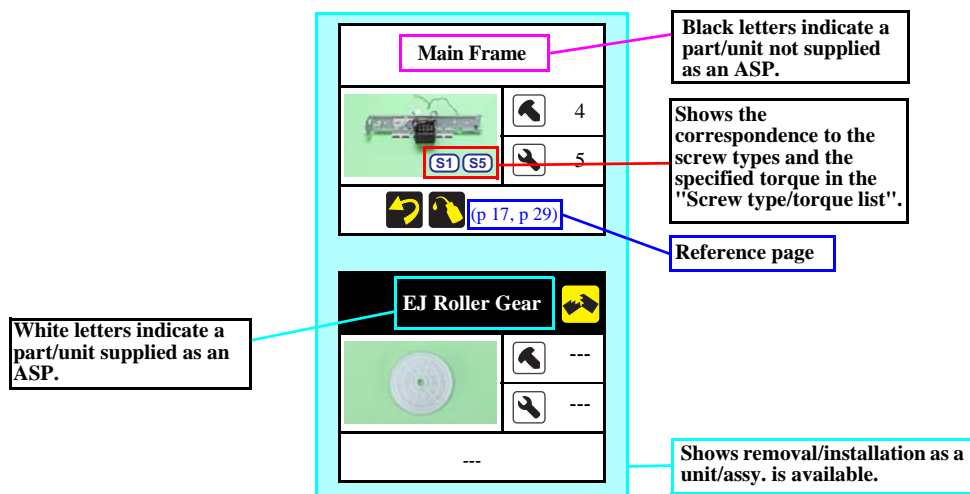 Main Frame
4
S1 S5
5
(p 17, p 29)
EJ Roller Gear
---
---
---
Black letters indicate a
part/unit not supplied
as an ASP.
Shows the
correspondence to the
screw types and the
specified torque in the
"Screw type/torque list".
Reference page
White letters indicate a
part/unit supplied as an
ASP.
Shows removal/installation as a
unit/assy. is available.